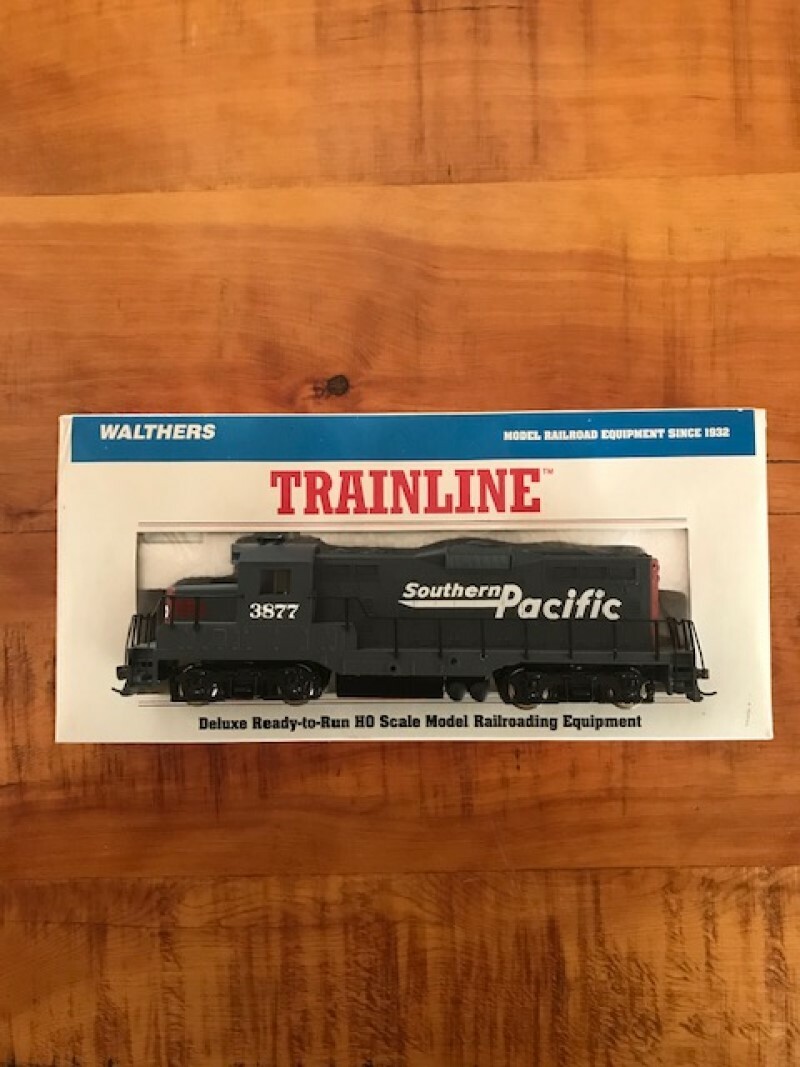 WALTHERS
MODEL RAILROAD EQUIPMENT SINCE 1932
TRAINLINE™
3877
Southern Pacific
Deluxe Ready-to-Run HO Scale Model Railroading Equipment